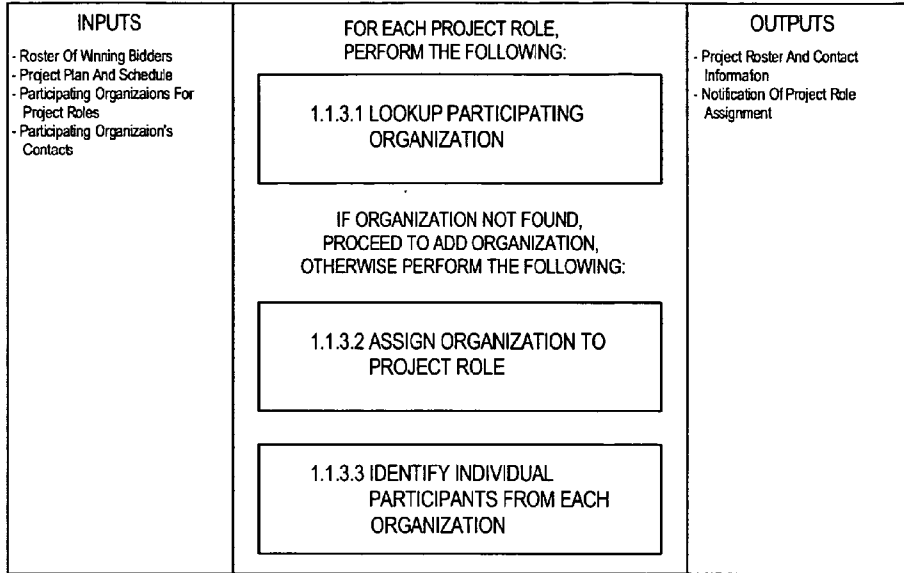 INPUTS
- Roster Of Winning Bidders
- Project Plan And Schedule
- Participating Organizaions For
Project Roles
- Participating Organizaion's
Contacts
FOR EACH PROJECT ROLE,
PERFORM THE FOLLOWING:
1.1.3.1 LOOKUP PARTICIPATING
ORGANIZATION
IF ORGANIZATION NOT FOUND,
PROCEED TO ADD ORGANIZATION,
OTHERWISE PERFORM THE FOLLOWING:
1.1.3.2 ASSIGN ORGANIZATION TO
PROJECT ROLE
1.1.3.3 IDENTIFY INDIVIDUAL
PARTICIPANTS FROM EACH
ORGANIZATION
OUTPUTS
- Project Roster And Contact
Information
- Notification Of Project Role
Assignment